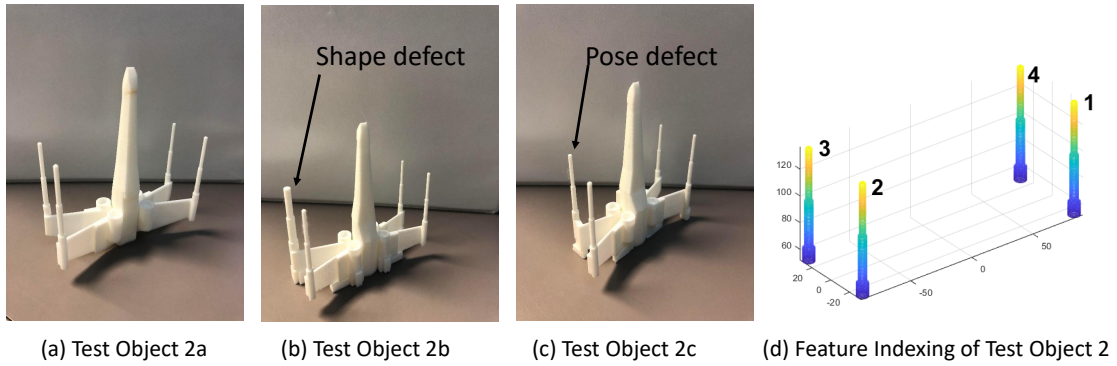 Shape defect
Pose defect
4
1
3
2
120
100
80
60
20
0
-20
-50
0
50
(a) Test Object 2a
(b) Test Object 2b
(c) Test Object 2c
(d) Feature Indexing of Test Object 2